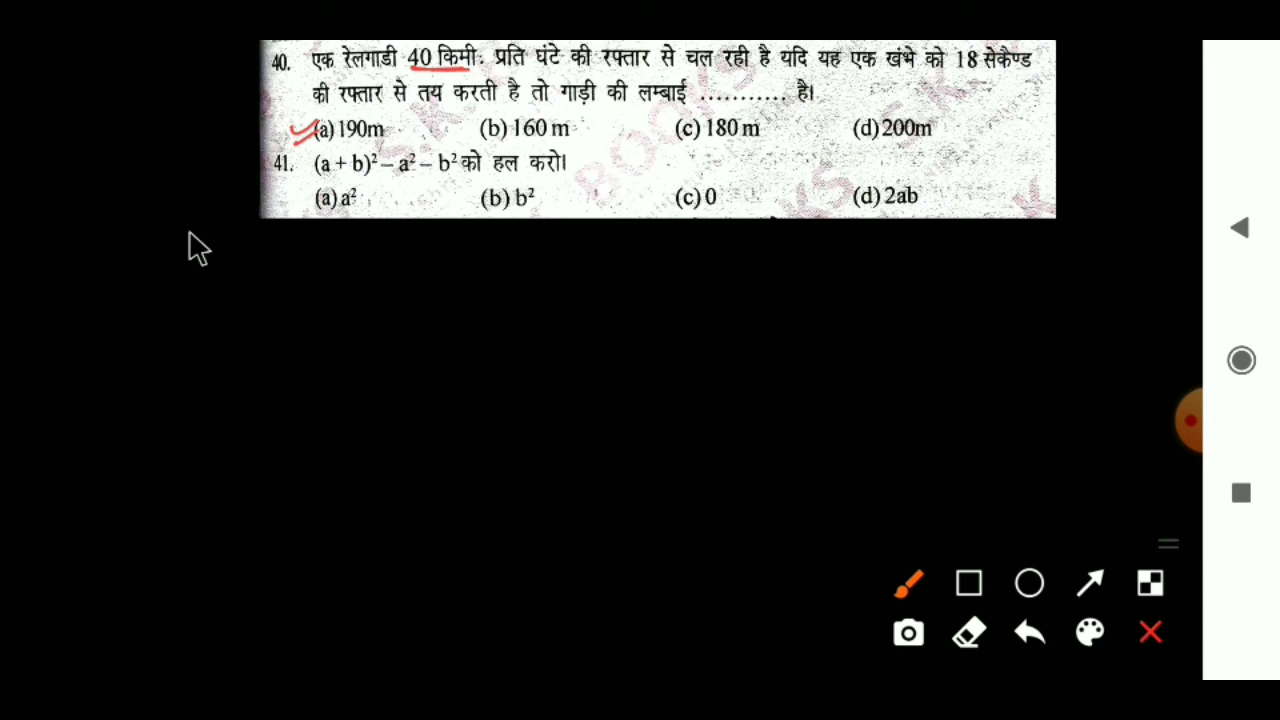 40. एक रेलगाडी 40 किमी. प्रति घंटे की रफ्तार से चल रही है यदि यह एक खंभे को 18 सेकैण्ड
की रफ्तार से तय करती है तो गाड़ी की लम्बाई ........... है।
(a) 190m (b) 160 m (c) 180 m (d) 200m
41. (a + b)² – a² – b² को हल करो।
(a) a² (b) b² (c) 0 (d) 2ab
S.K. BOOKS